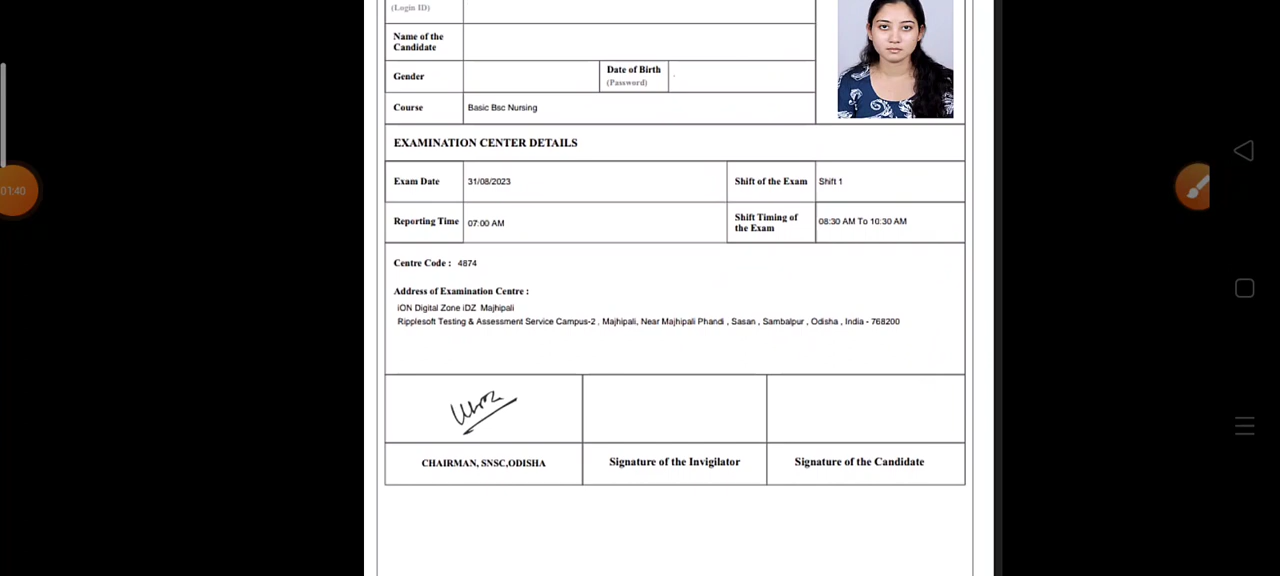 (Login ID)
Name of the
Candidate
Gender
Date of Birth
(Password)
Course
Basic Bsc Nursing
EXAMINATION CENTER DETAILS
Exam Date
31/08/2023
Shift of the Exam
Shift 1
Reporting Time
07:00 AM
Shift Timing of
the Exam
08:30 AM To 10:30 AM
Centre Code : 4874
Address of Examination Centre :
iON Digital Zone iDZ Majhipali
Ripplesoft Testing & Assessment Service Campus-2 , Majhipali, Near Majhipali Phandi , Sasan , Sambalpur , Odisha , India - 768200
CHAIRMAN, SNSC,ODISHA
Signature of the Invigilator
Signature of the Candidate
01:40